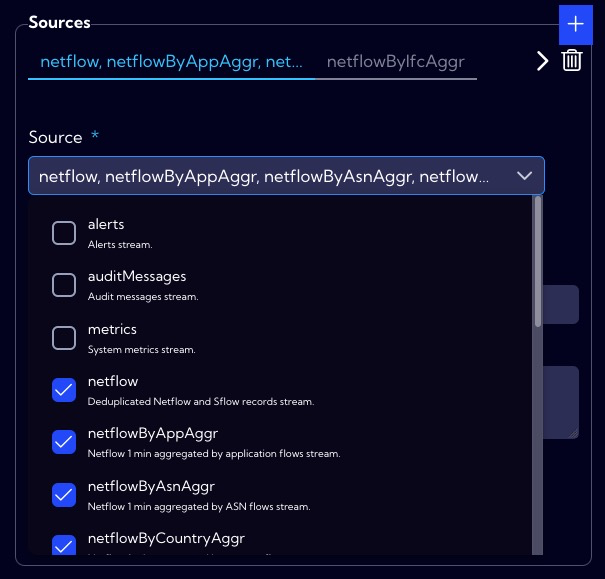 Sources
netflow, netflowByAppAggr, net...
netflowByIfcAggr
Source *
netflow, netflowByAppAggr, netflowByAsnAggr, netflow...
alerts
Alerts stream.
auditMessages
Audit messages stream.
metrics
System metrics stream.
netflow
Deduplicated Netflow and Sflow records stream.
netflowByAppAggr
Netflow 1 min aggregated by application flows stream.
netflowByAsnAggr
Netflow 1 min aggregated by ASN flows stream.
netflowByCountryAggr